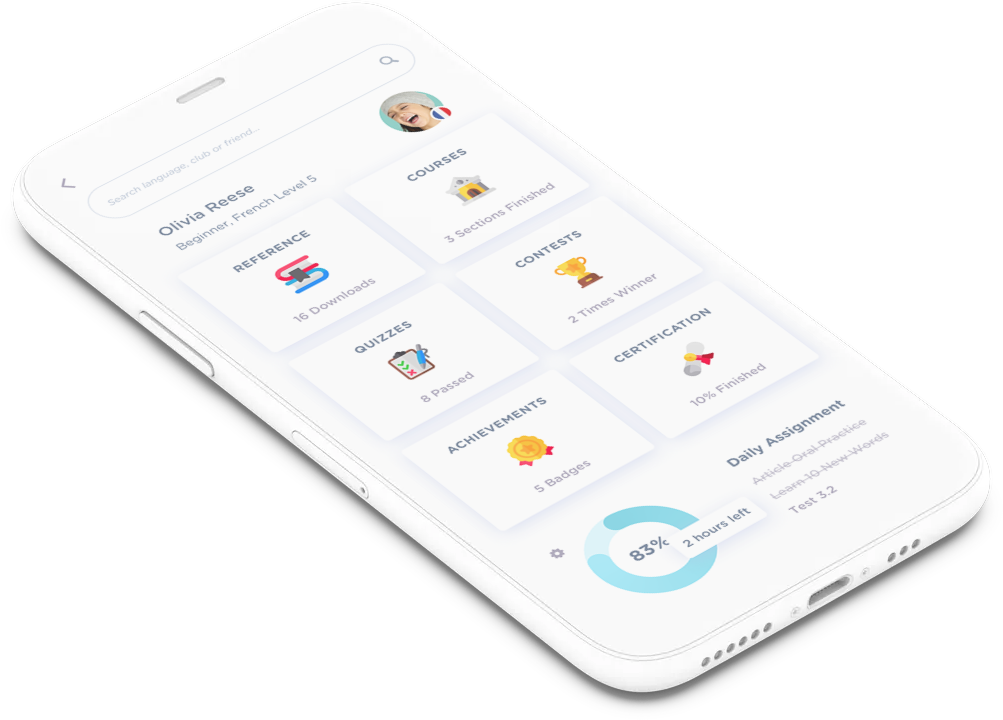 Search language, club or friend...
Olivia Reese
Beginner, French Level 5
REFERENCE
16 Downloads
COURSES
3 Sections Finished
QUIZZES
8 Passed
CONTESTS
2 Times Winner
ACHIEVEMENTS
5 Badges
CERTIFICATION
10% Finished
83%
2 hours left
Daily Assignment
Article Oral Practice
Learn 10 New Words
Test 3.2